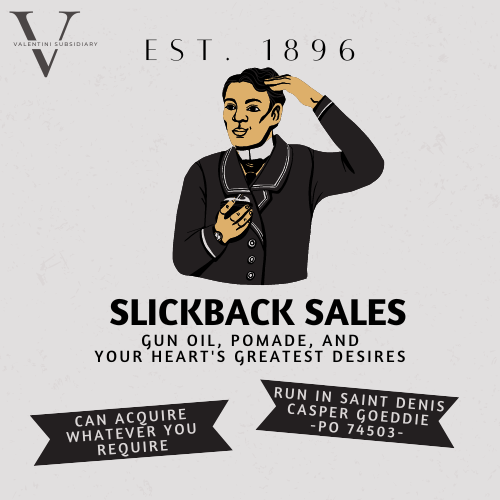 V
VALENTINI SUBSIDIARY
EST. 1896
SLICKBACK SALES
GUN OIL, POMADE, AND
YOUR HEART'S GREATEST DESIRES
CAN ACQUIRE
WHATEVER YOU
REQUIRE
RUN IN SAINT DENIS
CASPER GOEDDIE
-PO 74503-